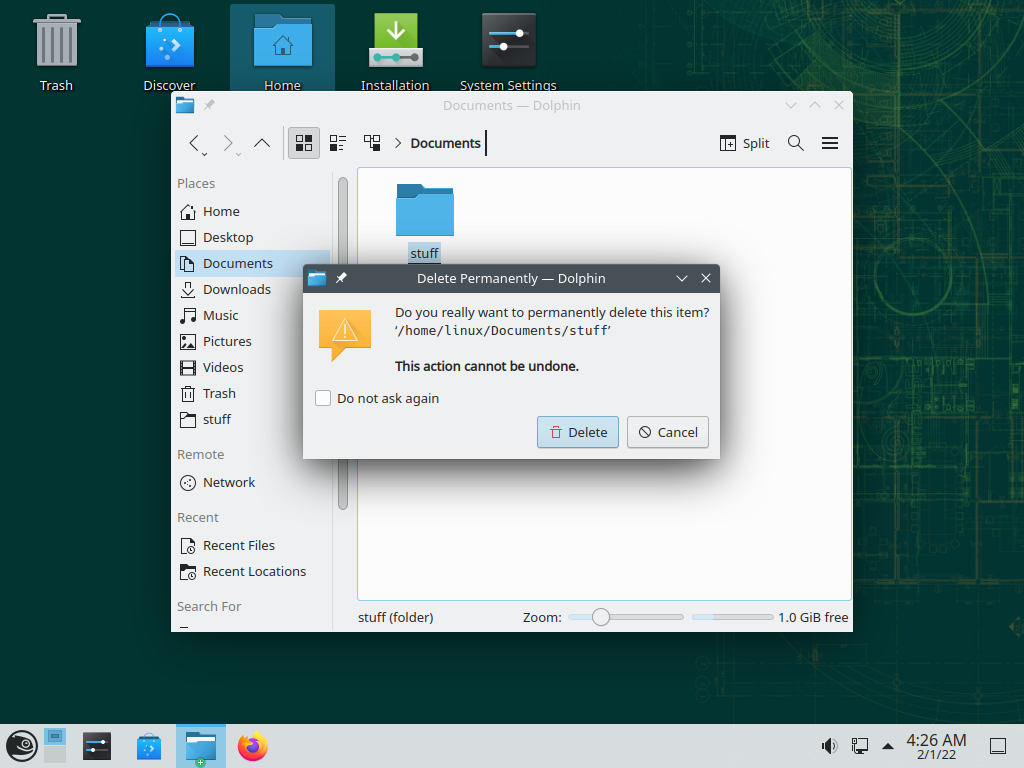 Trash
Discover
Home
Installation
System Settings
Documents — Dolphin
Documents
Split
Places
Home
Desktop
Documents
Downloads
Music
Pictures
Videos
Trash
stuff
Remote
Network
Recent
Recent Files
Recent Locations
Search For
stuff
Delete Permanently — Dolphin
Do you really want to permanently delete this item?
‘/home/linux/Documents/stuff’
This action cannot be undone.
Do not ask again
Delete
Cancel
stuff (folder)
Zoom:
1.0 GiB free
4:26 AM
2/1/22